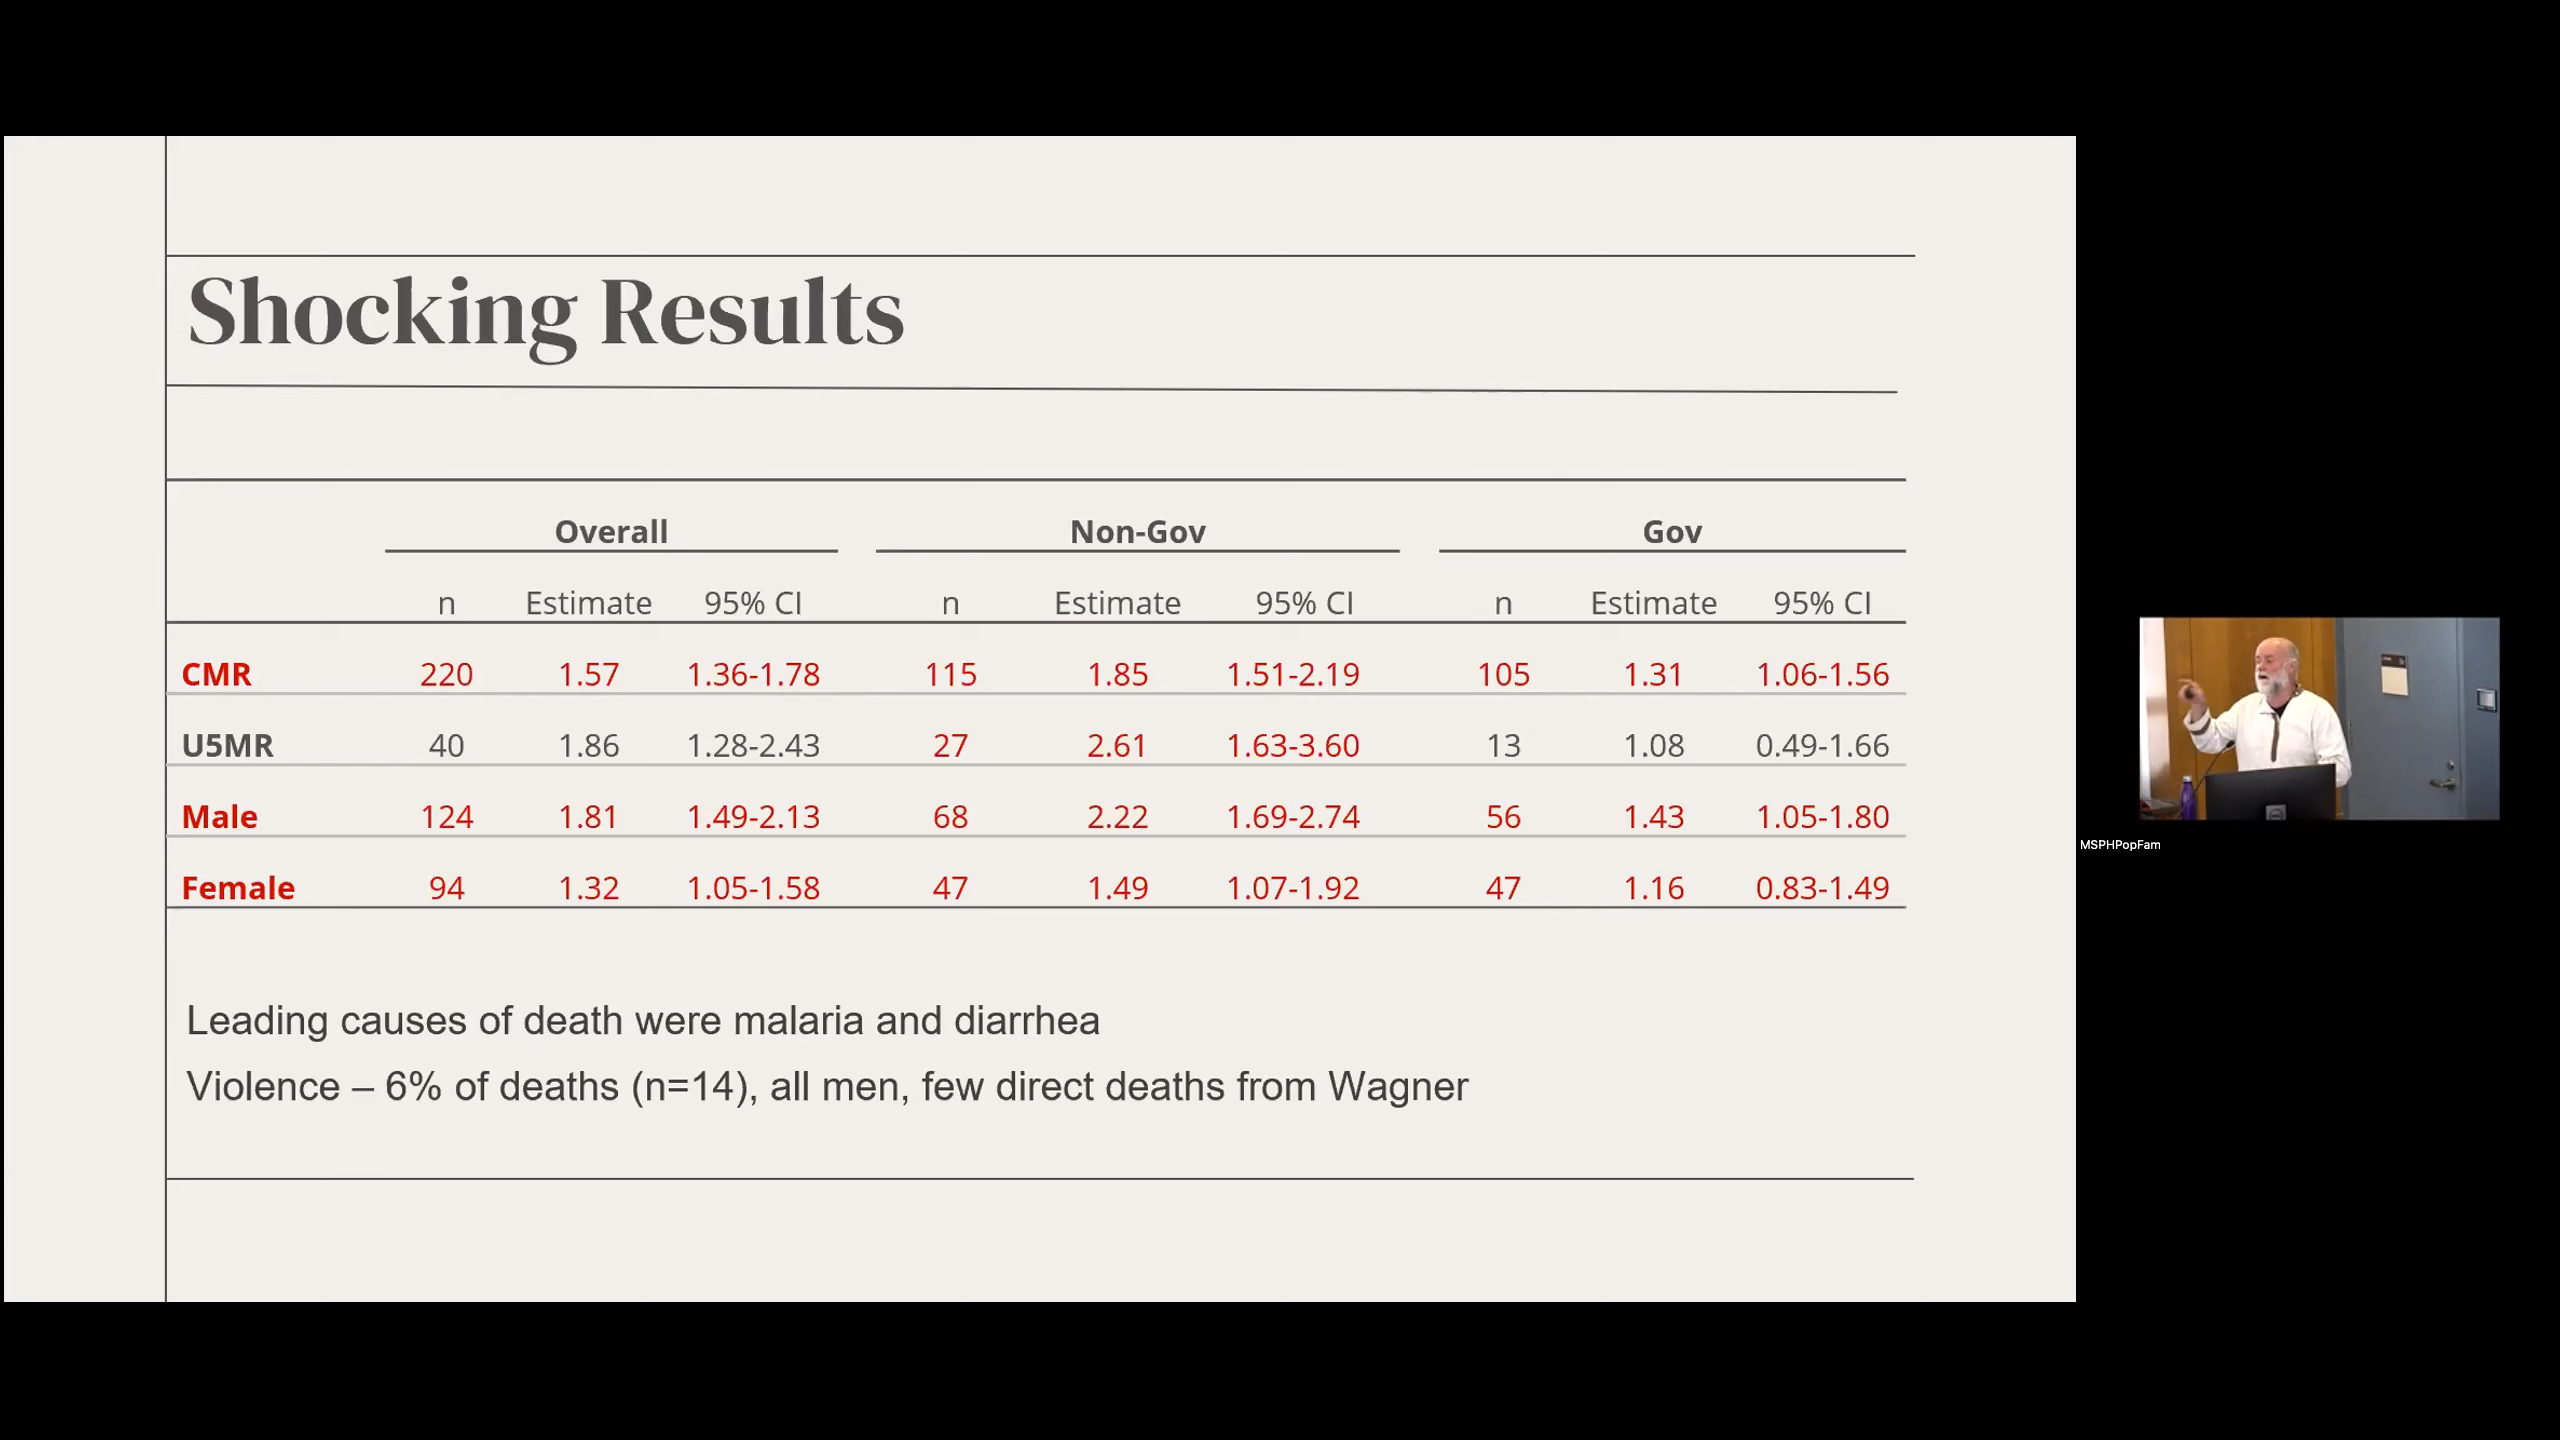 Shocking Results
Overall Non-Gov Gov
n Estimate 95% CI n Estimate 95% CI n Estimate 95% CI
CMR 220 1.57 1.36-1.78 115 1.85 1.51-2.19 105 1.31 1.06-1.56
U5MR 40 1.86 1.28-2.43 27 2.61 1.63-3.60 13 1.08 0.49-1.66
Male 124 1.81 1.49-2.13 68 2.22 1.69-2.74 56 1.43 1.05-1.80
Female 94 1.32 1.05-1.58 47 1.49 1.07-1.92 47 1.16 0.83-1.49
Leading causes of death were malaria and diarrhea
Violence – 6% of deaths (n=14), all men, few direct deaths from Wagner
MSPHPopFam